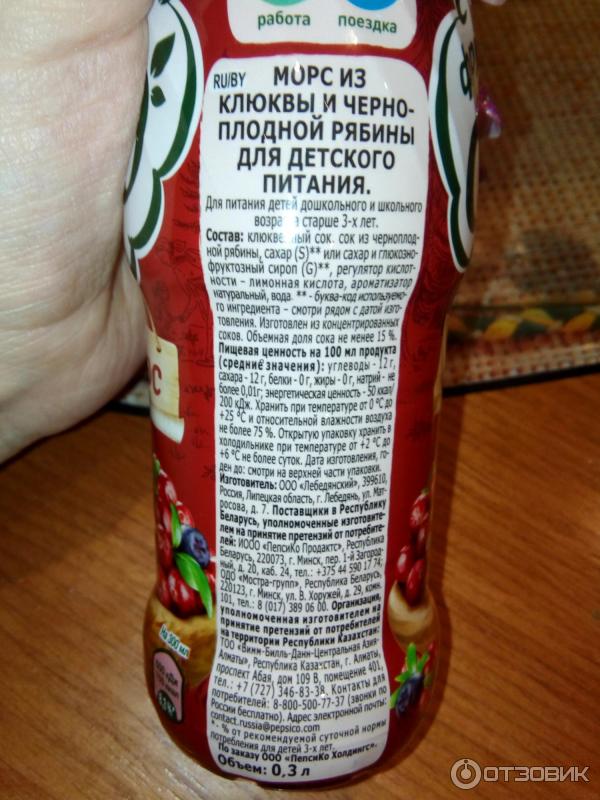 работа поездка
RU/BY МОРС ИЗ
КЛЮКВЫ И ЧЕРНО-
ПЛОДНОЙ РЯБИНЫ
ДЛЯ ДЕТСКОГО
ПИТАНИЯ.
Для питания детей дошкольного и школьного
возра та старше 3-х лет.
Состав: клюкве ный сок, сок из черноплод-
ной рябины, сахар (S)** или сахар и глюкозно-
фруктозный сироп (G)**, регулятор кислот-
ности – лимонная кислота, ароматизатор
натуральный, вода. ** - буква-код используемо-
го ингредиента – смотри рядом с датой изго-
товления. Изготовлен из концентрированных
соков. Объемная доля сока не менее 15 %.
Пищевая ценность на 100 мл продукта
(средние значения): углеводы - 12 г,
сахара - 12 г, белки - 0 г, жиры - 0 г, натрий - не
более 0,01г; энергетическая ценность - 50 ккал/
200 кДж. Хранить при температуре от 0 °С до
+25 °С и относительной влажности воздуха
не более 75 %. Открытую упаковку хранить в
холодильнике при температуре от +2 °С до
+6 °С не более суток. Дата изготовления, го-
ден до: смотри на верхней части упаковки.
Изготовитель: ООО «Лебедянский», 399610,
Россия, Липецкая область, г. Лебедянь, ул. Мат-
росова, д. 7. Поставщики в Республику
Беларусь, уполномоченные изготовите-
лем на принятие претензий от потребите-
лей: ИООО «ПепсиКо Продактс», Республика
Беларусь, 220073, г. Минск, пер. 1-й Загород-
ный, д. 20, каб. 24, тел.: +375 44 590 17 74;
ОДО «Мостра-групп», Республика Беларусь,
220123, г. Минск, ул. В. Хоружей, д. 29, комн.
101, тел.: 8 (017) 389 06 00. Организация,
уполномоченная изготовителем на
принятие претензий от потребителей
на территории Республики Казахстан:
ТОО «Вимм-Билль-Данн-Центральная Азия-
Алматы», Республика Казахстан, г. Алматы,
проспект Абая, дом 109 В, помещение 401,
тел.: +7 (727) 346-83-38. Контакты для
потребителей: 8-800-500-77-37 (звонки по
России бесплатно). Адрес электронной почты:
contact.russia@pepsico.com
*- % от рекомендуемой суточной нормы
потребления для детей 3-х лет.
По заказу ООО «ПепсиКо Холдингс».
Объем: 0,3 л
На 300 мл
ОТЗОВИК